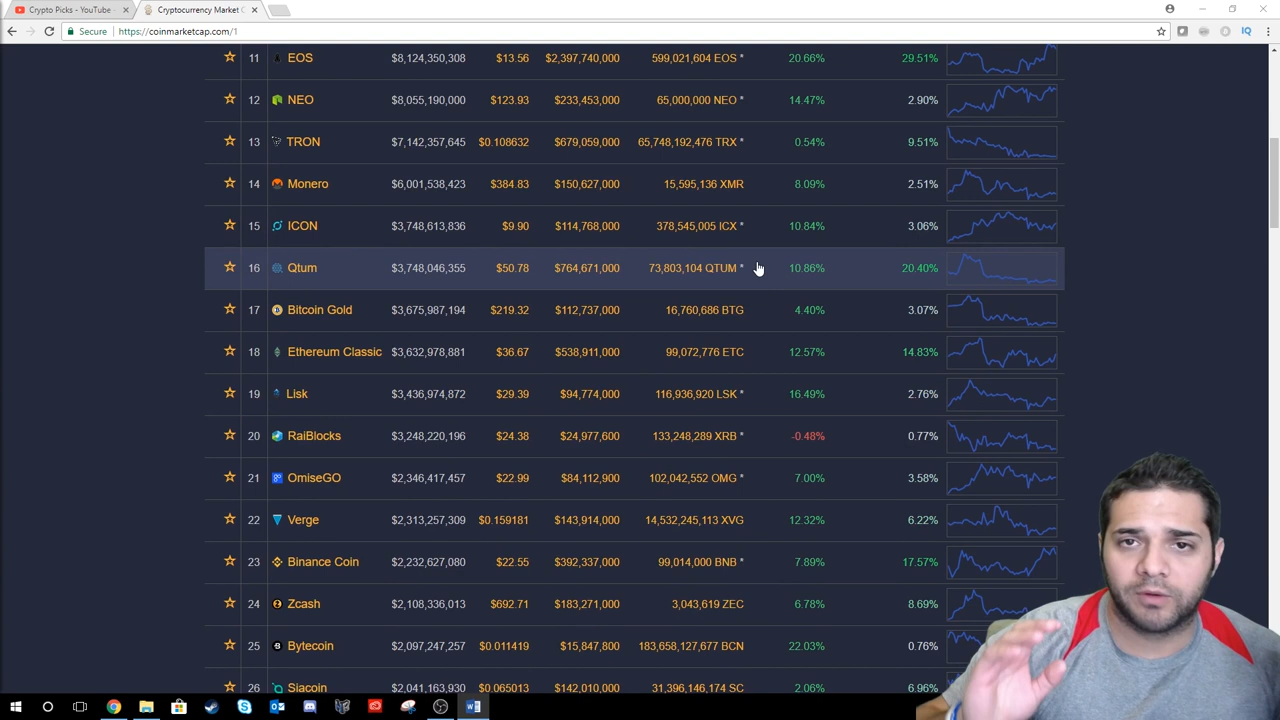 Crypto Picks - YouTube
Cryptocurrency Market C
Secure https://coinmarketcap.com/1
IQ
11 EOS $8,124,350,308 $13.56 $2,397,740,000 599,021,604 EOS * 20.66% 29.51%
12 NEO $8,055,190,000 $123.93 $233,453,000 65,000,000 NEO * 14.47% 2.90%
13 TRON $7,142,357,645 $0.108632 $679,059,000 65,748,192,476 TRX * 0.54% 9.51%
14 Monero $6,001,538,423 $384.83 $150,627,000 15,595,136 XMR 8.09% 2.51%
15 ICON $3,748,613,836 $9.90 $114,768,000 378,545,005 ICX * 10.84% 3.06%
16 Qtum $3,748,046,355 $50.78 $764,671,000 73,803,104 QTUM * 10.86% 20.40%
17 Bitcoin Gold $3,675,987,194 $219.32 $112,737,000 16,760,686 BTG 4.40% 3.07%
18 Ethereum Classic $3,632,978,881 $36.67 $538,911,000 99,072,776 ETC 12.57% 14.83%
19 Lisk $3,436,974,872 $29.39 $94,774,000 116,936,920 LSK * 16.49% 2.76%
20 RaiBlocks $3,248,220,196 $24.38 $24,977,600 133,248,289 XRB * -0.48% 0.77%
21 OmiseGO $2,346,417,457 $22.99 $84,112,900 102,042,552 OMG * 7.00% 3.58%
22 Verge $2,313,257,309 $0.159181 $143,914,000 14,532,245,113 XVG 12.32% 6.22%
23 Binance Coin $2,232,627,080 $22.55 $392,337,000 99,014,000 BNB * 7.89% 17.57%
24 Zcash $2,108,336,013 $692.71 $183,271,000 3,043,619 ZEC 6.78% 8.69%
25 Bytecoin $2,097,247,257 $0.011419 $15,847,800 183,658,127,677 BCN 22.03% 0.76%
26 Siacoin $2,041,163,930 $0.065013 $142,010,000 31,396,146,174 SC 2.06% 6.96%